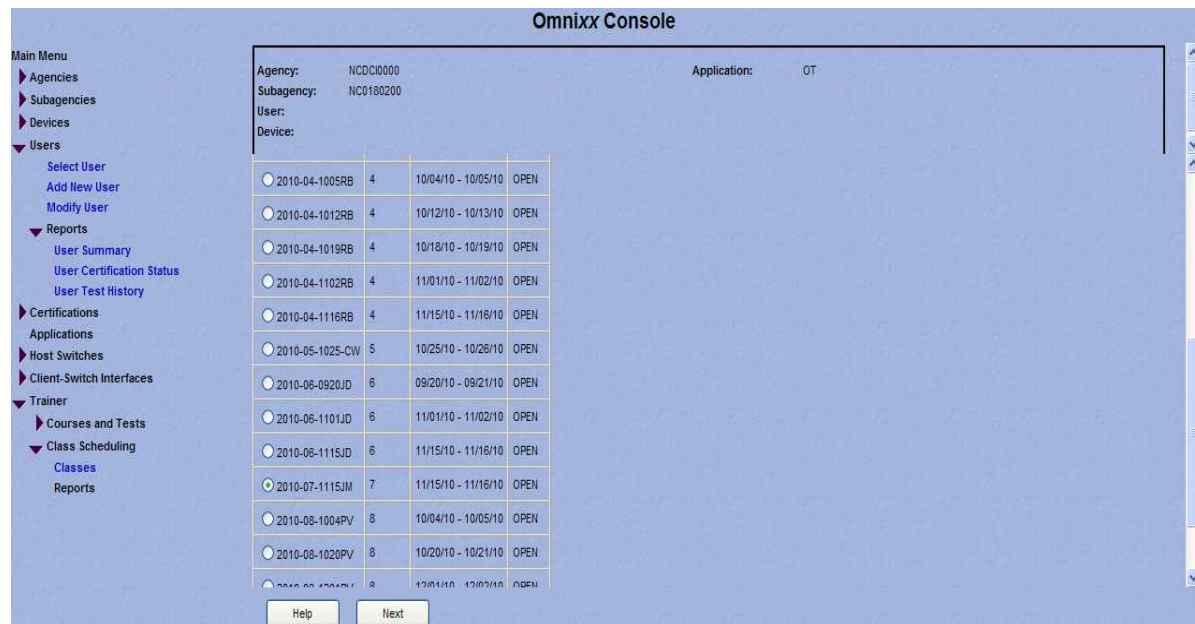 Omnixx Console
Main Menu
Agencies
Subagencies
Devices
Users
Select User
Add New User
Modify User
Reports
User Summary
User Certification Status
User Test History
Certifications
Applications
Host Switches
Client-Switch Interfaces
Trainer
Courses and Tests
Class Scheduling
Classes
Reports
Agency: NCDCI0000 Application: OT
Subagency: NC0180200
User:
Device:
2010-04-1005RB 4 10/04/10 - 10/05/10 OPEN
2010-04-1012RB 4 10/12/10 - 10/13/10 OPEN
2010-04-1019RB 4 10/18/10 - 10/19/10 OPEN
2010-04-1102RB 4 11/01/10 - 11/02/10 OPEN
2010-04-1116RB 4 11/15/10 - 11/16/10 OPEN
2010-05-1025-CW 5 10/25/10 - 10/26/10 OPEN
2010-06-0920JD 6 09/20/10 - 09/21/10 OPEN
2010-06-1101JD 6 11/01/10 - 11/02/10 OPEN
2010-06-1115JD 6 11/15/10 - 11/16/10 OPEN
2010-07-1115JM 7 11/15/10 - 11/16/10 OPEN
2010-08-1004PV 8 10/04/10 - 10/05/10 OPEN
2010-08-1020PV 8 10/20/10 - 10/21/10 OPEN
8 12/01/10 - 12/02/10 OPEN
Help Next